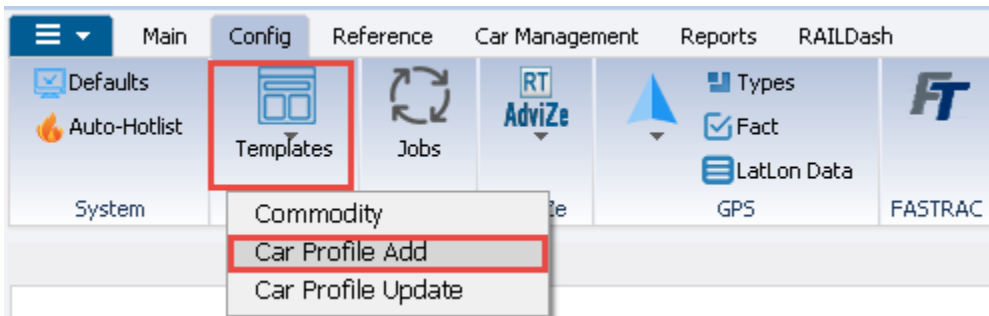 Main Config Reference Car Management Reports RAILDash
Defaults
Auto-Hotlist
Templates
Jobs
RT
AdviZe
Types
Fact
LatLon Data
FT
System
GPS
FASTRAC
Commodity
Car Profile Add
Car Profile Update